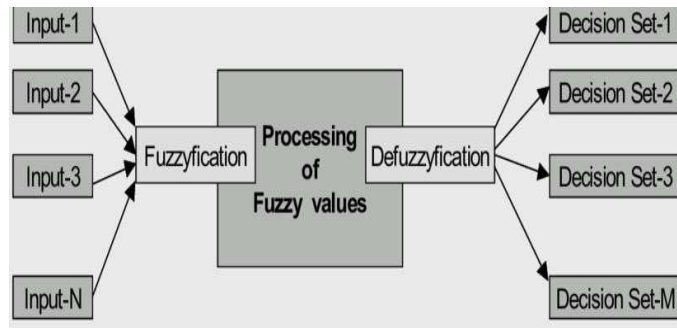 Input-1
Input-2
Input-3
Input-N
Fuzzyfication
Processing
of
Fuzzy values
Defuzzyfication
Decision Set-1
Decision Set-2
Decision Set-3
Decision Set-M